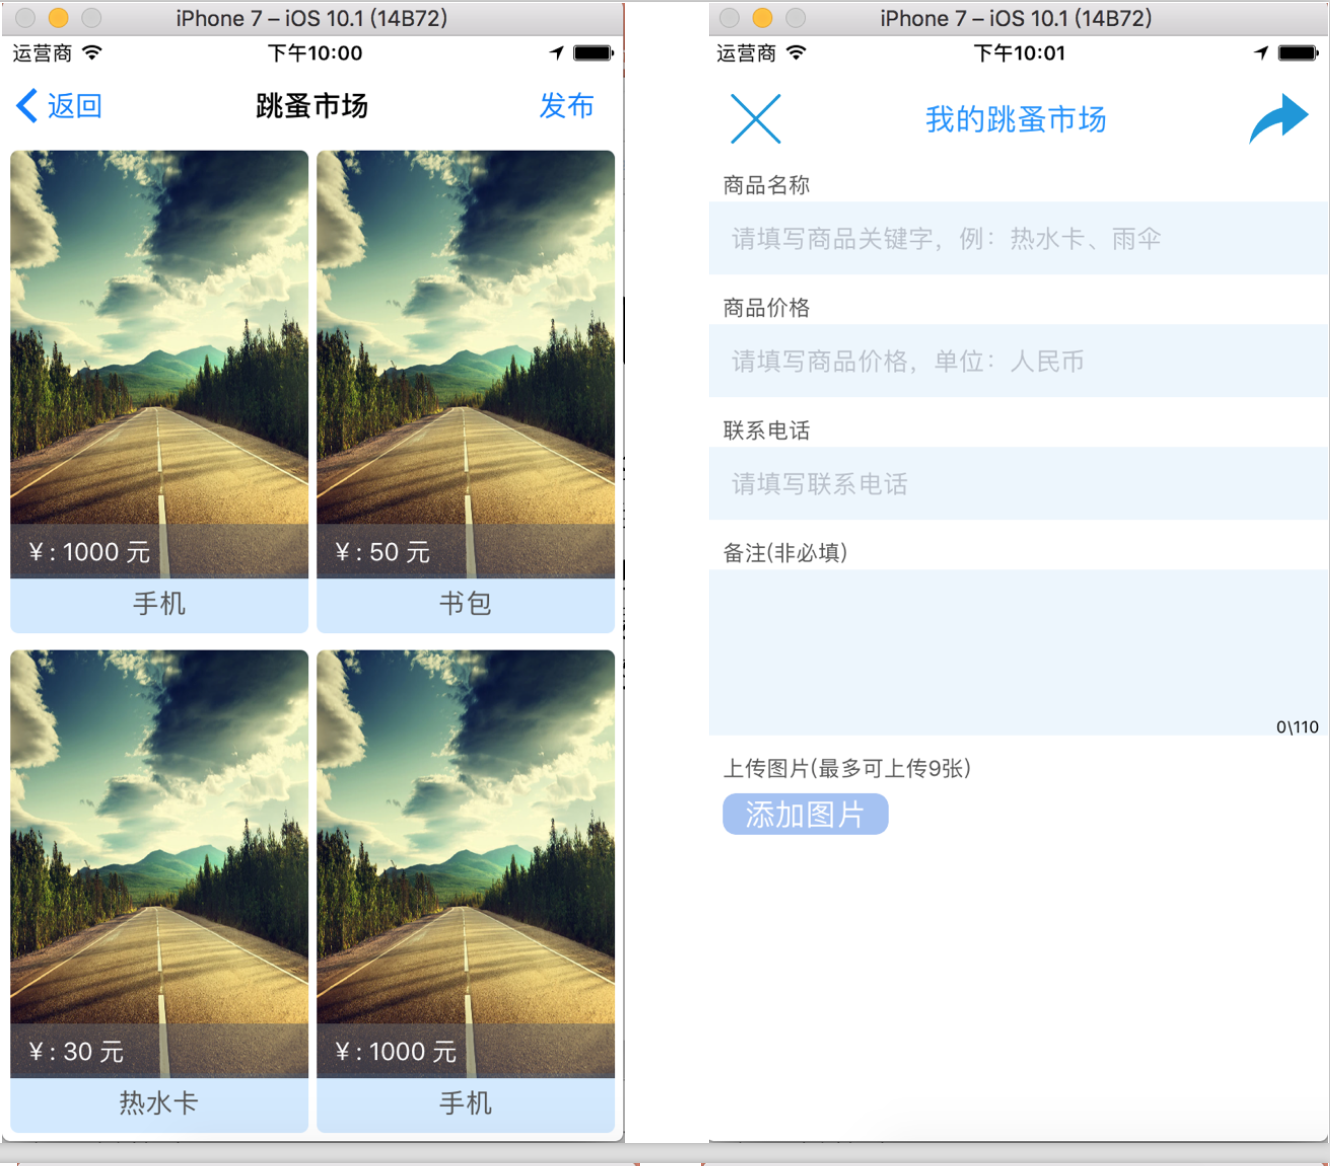 iPhone 7 – iOS 10.1 (14B72)
运营商 下午10:00
返回 跳蚤市场 发布
¥ : 1000 元
手机
¥ : 50 元
书包
¥ : 30 元
热水卡
¥ : 1000 元
手机
iPhone 7 – iOS 10.1 (14B72)
运营商 下午10:01
我的跳蚤市场
商品名称
请填写商品关键字，例：热水卡、雨伞
商品价格
请填写商品价格，单位：人民币
联系电话
请填写联系电话
备注(非必填)
0\110
上传图片(最多可上传9张)
添加图片